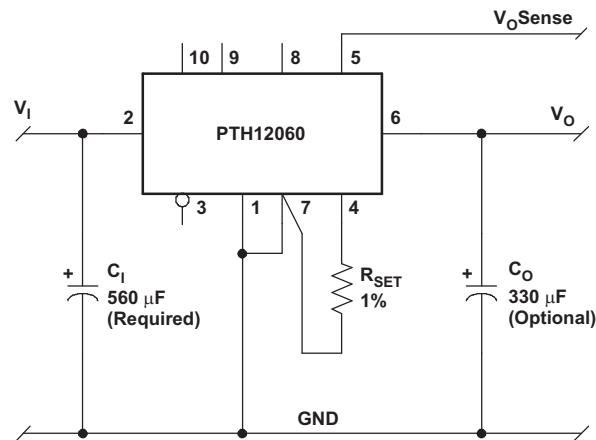 VOSense
10 9 8 5
VI 2 PTH12060 6 VO
3 1 7 4
+ CI
560 μF
(Required)
RSET
1%
+ CO
330 μF
(Optional)
GND